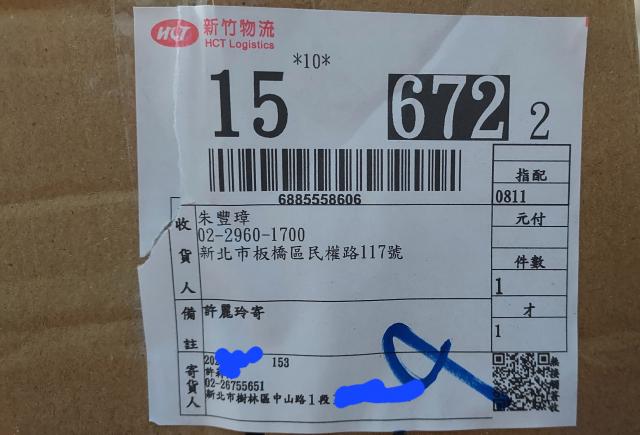 HCT 新竹物流
HCT Logistics
*10*
15 672 2
6885558606
指配
0811
元付
件數
1
才
1
收貨人
朱豐璋
02-2960-1700
新北市板橋區民權路117號
備註
許麗玲寄
寄貨人
202 153
許
02-26755651
新北市樹林區中山路1段